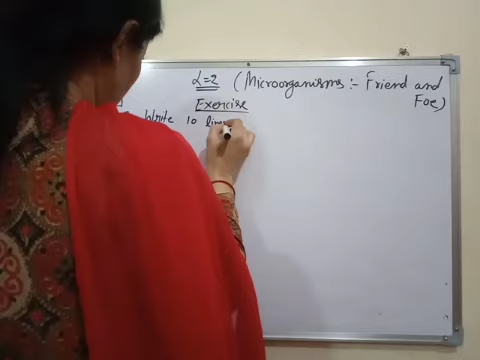 L=2 (Microorganisms :- Friend and
Foe)
Exercise
Write 10 lines